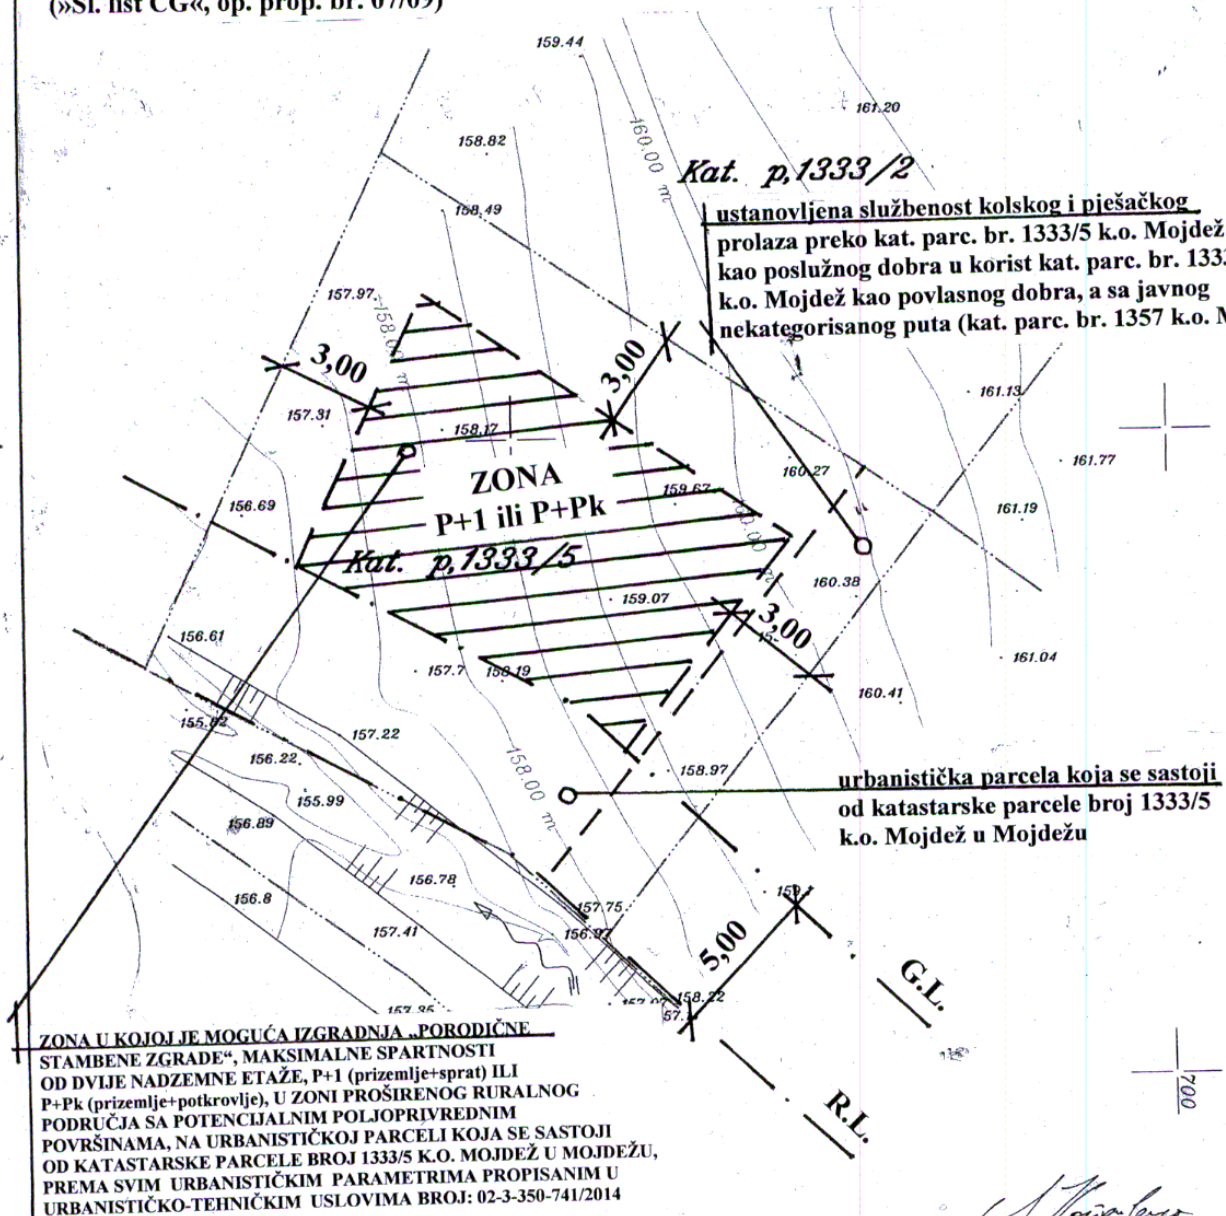 (»Sl. list CG«, op. prop. br. 07/09)
159.44
161.20
160.00 m
158.82
Kat. p,1333/2
158,49
ustanovljena službenost kolskog i pješačkog
prolaza preko kat. parc. br. 1333/5 k.o. Mojdež
kao poslužnog dobra u korist kat. parc. br.
k.o. Mojdež kao povlasnog dobra, a sa javnog
nekategorisanog puta (kat. parc. br. 1357 k.o.
157.97
158.00 m
3,00
3,00
161.13
157.31
158,17
161.77
160.27
ZONA
159.67
156.69
161.19
P+1 ili P+Pk
Kat. p,1333/5
160.38
159.07
3,00
156.61
161.04
157.7
158.19
160.41
155.82
157.22
156.22
158.97
158.00 m
urbanistička parcela koja se sastoji
od katastarske parcele broj 1333/5
k.o. Mojdež u Mojdežu
155.99
156.89
156.78
156.8
157.75
157.41
156.97
5,00
G.L.
158.22
ZONA U KOJOJ JE MOGUĆA IZGRADNJA „PORODIČNE
STAMBENE ZGRADE“, MAKSIMALNE SPARTNOSTI
OD DVIJE NADZEMNE ETAŽE, P+1 (prizemlje+sprat) ILI
P+Pk (prizemlje+potkrovlje), U ZONI PROŠIRENOG RURALNOG
PODRUČJA SA POTENCIJALNIM POLJOPRIVREDNIM
POVRŠINAMA, NA URBANISTIČKOJ PARCELI KOJA SE SASTOJI
OD KATASTARSKE PARCELE BROJ 1333/5 K.O. MOJDEŽ U MOJDEŽU,
PREMA SVIM URBANISTIČKIM PARAMETRIMA PROPISANIM U
URBANISTIČKO-TEHNIČKIM USLOVIMA BROJ: 02-3-350-741/2014
R.L.
700